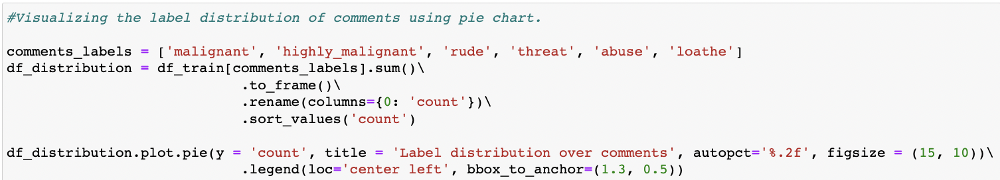 #Visualizing the label distribution of comments using pie chart.
comments_labels = ['malignant', 'highly_malignant', 'rude', 'threat', 'abuse', 'loathe']
df_distribution = df_train[comments_labels].sum()\
.to_frame()\
.rename(columns={0: 'count'})\
.sort_values('count')
df_distribution.plot.pie(y = 'count', title = 'Label distribution over comments', autopct='%.2f', figsize = (15, 10))\
.legend(loc='center left', bbox_to_anchor=(1.3, 0.5))